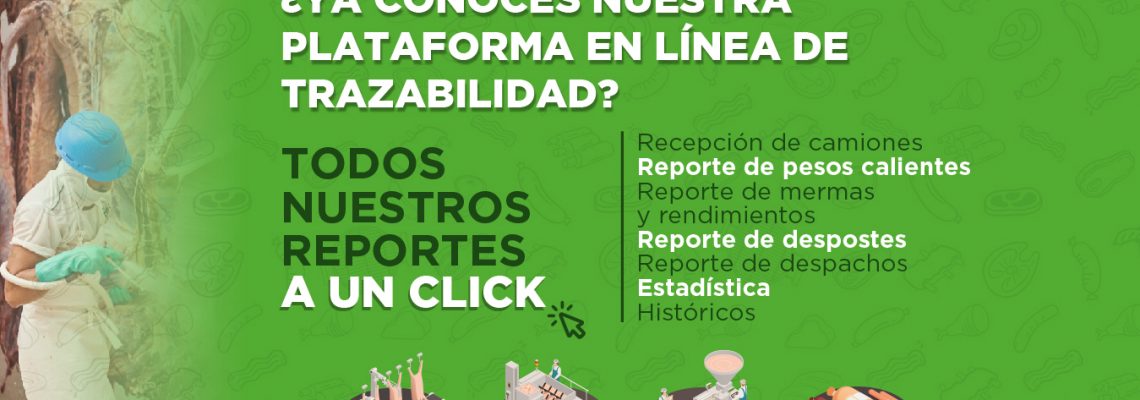 ¿YA CONOCES NUESTRA
PLATAFORMA EN LÍNEA DE
TRAZABILIDAD?
TODOS
NUESTROS
REPORTES
A UN CLICK
Recepción de camiones
Reporte de pesos calientes
Reporte de mermas
y rendimientos
Reporte de despostes
Reporte de despachos
Estadística
Históricos